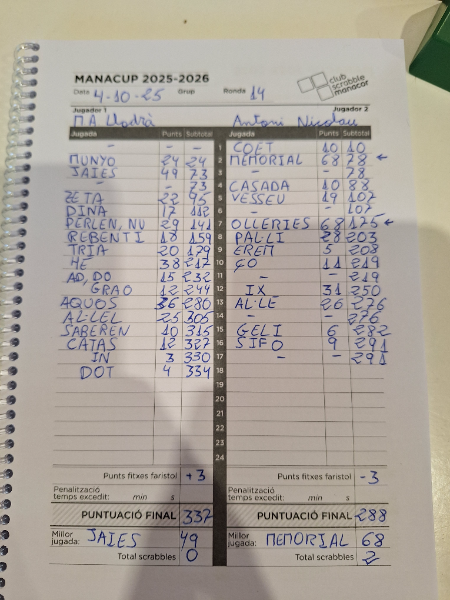 MANACUP 2025-2026
club scrabble manacor
Data 4-10-25 Grup Ronda 14
Jugador 1 Jugador 2
MA Lladrà Antoni Nicolau
Jugada Punts Subtotal Jugada Punts Subtotal
- - 1 COET 10 10
MUNYO 24 24 2 MEMORIAL 68 78 ←
JAIES 49 73 3 - - 78
- 73 4 CASADA 10 88
ZETA 22 95 5 VESSEU 19 107
DINA 17 112 6 - - 107
PERLEN, NU 29 141 7 OLLERIES 68 175 ←
REBENTI 18 159 8 PAL·LI 28 203
TRIA 20 179 9 EREM 5 208
HE 38 217 10 ÇO 11 219
AD, DO 15 232 11 - - 219
GRAO 12 244 12 IX 31 250
AQUOS 36 280 13 AL·LE 26 276
AL·LEL 25 305 14 - - 276
SABEREN 10 315 15 GELI 6 282
CATAS 12 327 16 SIFO 9 291
IN 3 330 17 - - 291
DOT 4 334 18
19
20
21
22
23
24
Punts fitxes faristol +3 Punts fitxes faristol -3
Penalització temps excedit: min s Penalització temps excedit: min s
PUNTUACIÓ FINAL 337 PUNTUACIÓ FINAL 288
Millor jugada: JAIES 49 Millor jugada: MEMORIAL 68
Total scrabbles 0 Total scrabbles 2